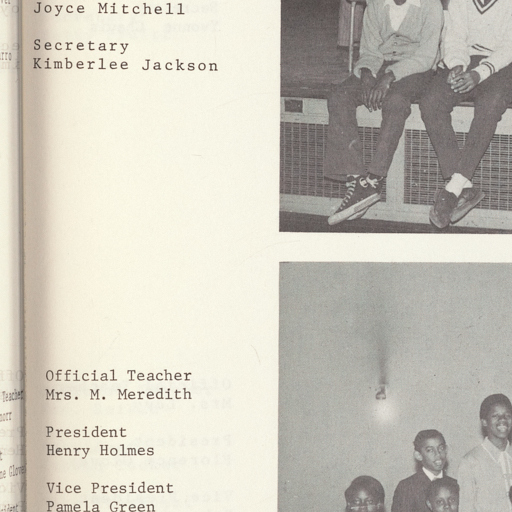 Joyce Mitchell
Secretary
Kimberlee Jackson
Official Teacher
Mrs. M. Meredith
President
Henry Holmes
Vice President
Pamela Green